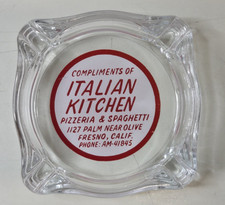 COMPLIMENTS OF
ITALIAN
KITCHEN
PIZZERIA & SPAGHETTI
1127 PALM NEAR OLIVE
FRESNO, CALIF.
PHONE: AM-41845